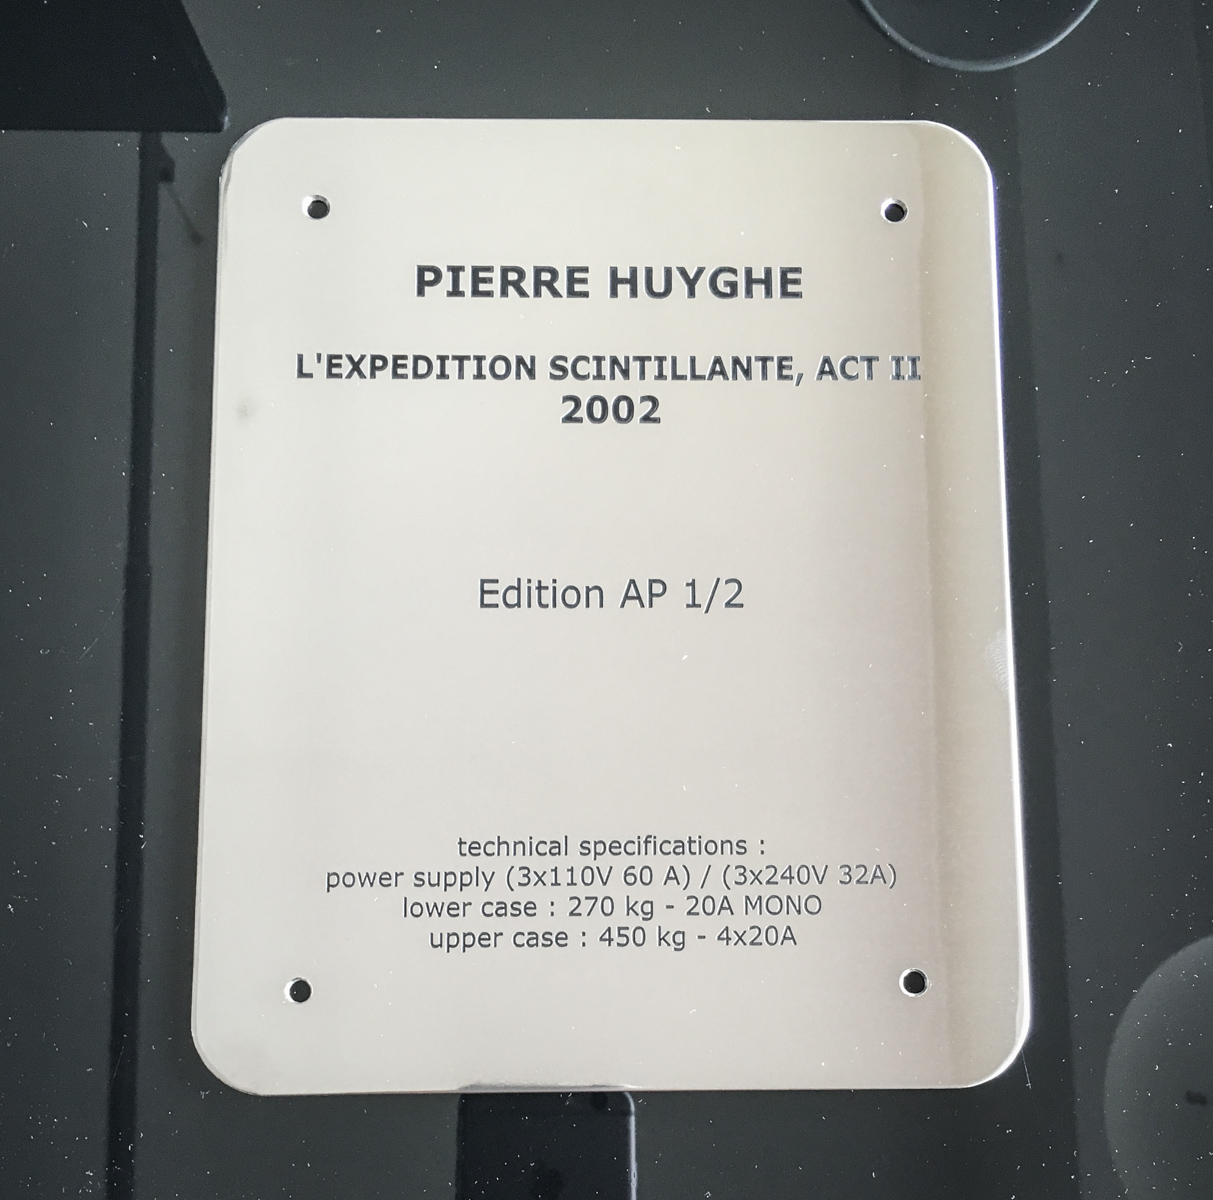 PIERRE HUYGHE
L'EXPEDITION SCINTILLANTE, ACT II
2002
Edition AP 1/2
technical specifications :
power supply (3x110V 60 A) / (3x240V 32A)
lower case : 270 kg - 20A MONO
upper case : 450 kg - 4x20A